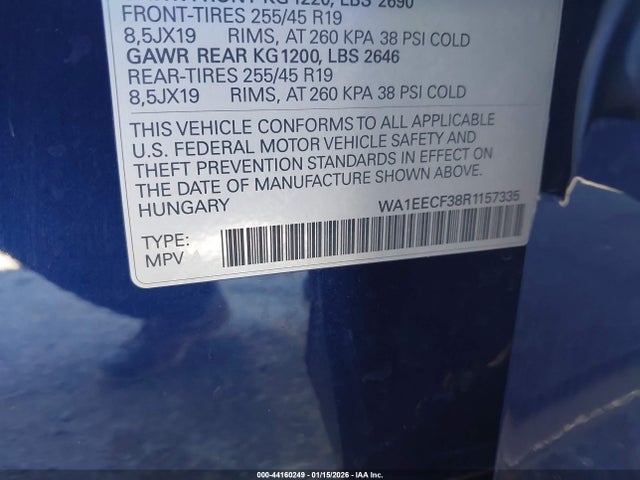 KG1220, LBS 2690
FRONT-TIRES 255/45 R19
8,5JX19 RIMS, AT 260 KPA 38 PSI COLD
GAWR REAR KG1200, LBS 2646
REAR-TIRES 255/45 R19
8,5JX19 RIMS, AT 260 KPA 38 PSI COLD
THIS VEHICLE CONFORMS TO ALL APPLICABLE
U.S. FEDERAL MOTOR VEHICLE SAFETY AND
THEFT PREVENTION STANDARDS IN EFFECT ON
THE DATE OF MANUFACTURE SHOWN ABOVE.
HUNGARY
WA1EECF38R1157335
TYPE:
MPV
000-44160249 - 01/15/2026 - IAA Inc.